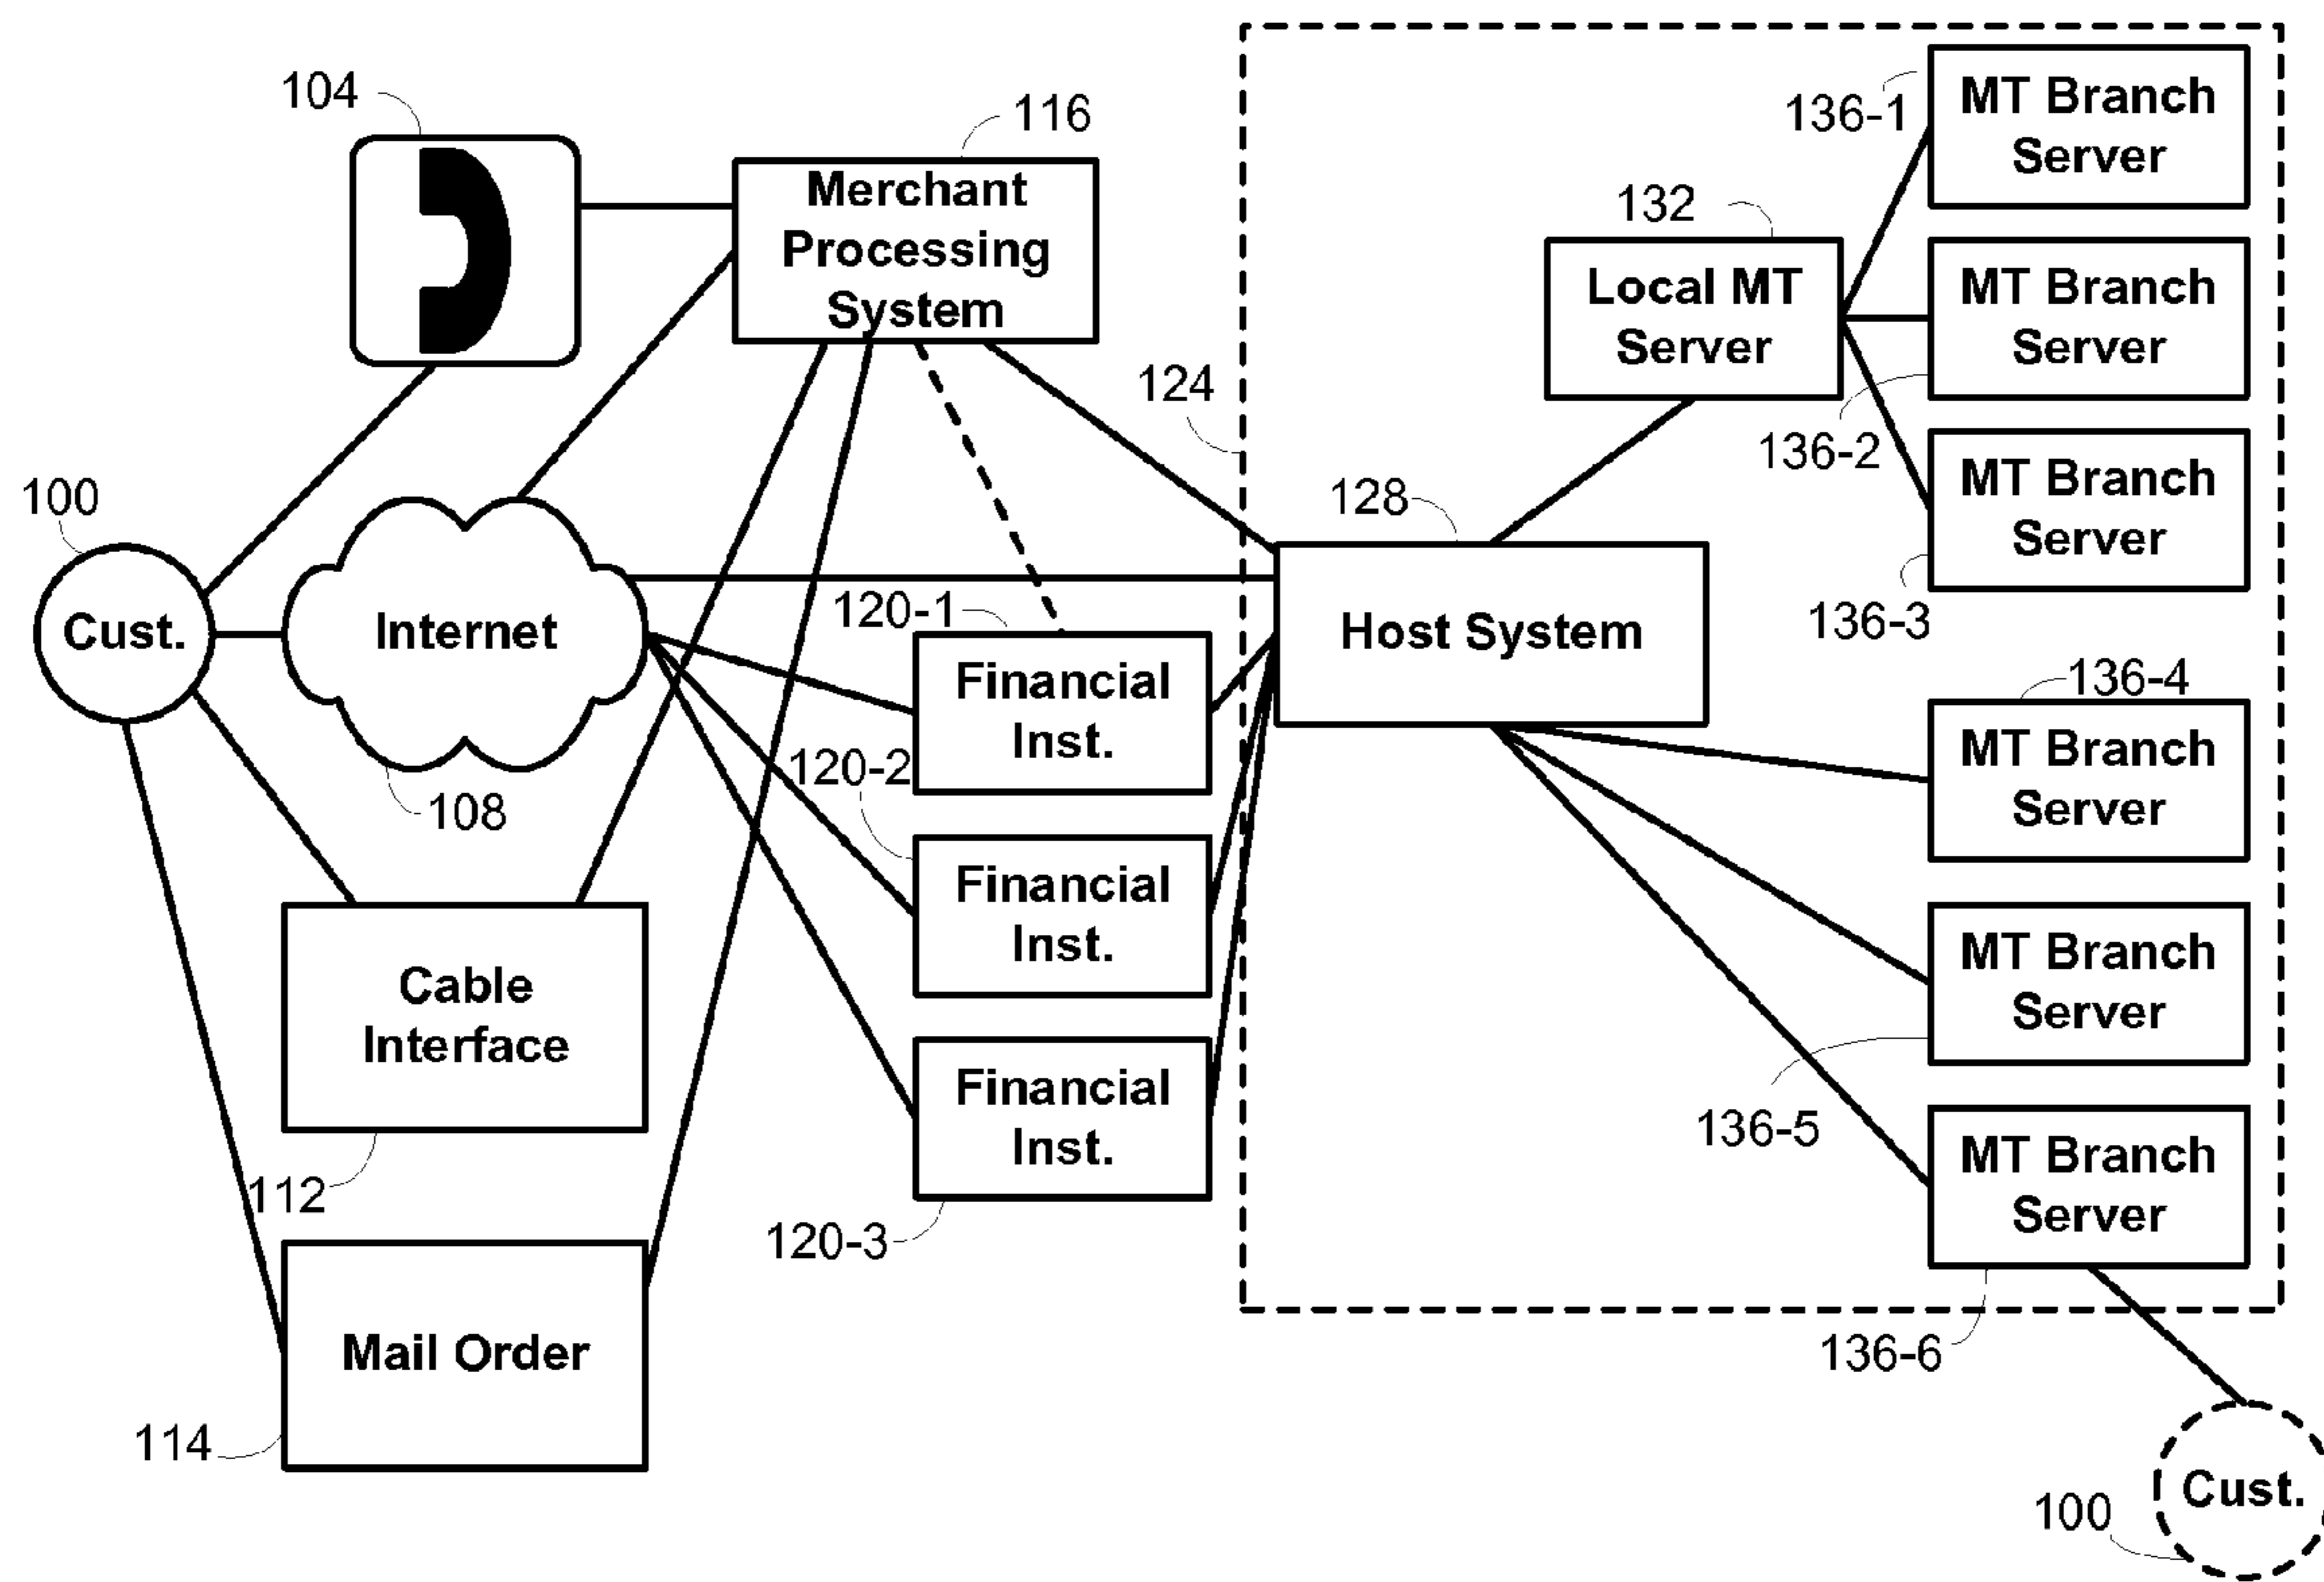 104
116
Merchant
Processing
System
124
136-1
MT Branch
Server
132
Local MT
Server
MT Branch
Server
136-2
MT Branch
Server
136-3
100
Cust.
Internet
108
128
Host System
120-1
Financial
Inst.
120-2
Financial
Inst.
Financial
Inst.
120-3
136-4
MT Branch
Server
MT Branch
Server
136-5
MT Branch
Server
136-6
Cable
Interface
112
Mail Order
114
Cust.
100